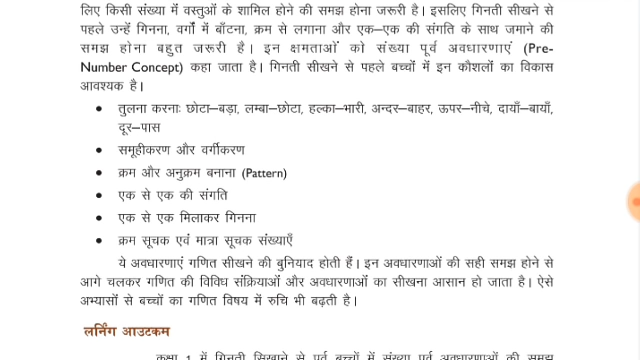 लिए किसी संख्या में वस्तुओं के शामिल होने की समझ होना जरूरी है। इसलिए गिनती सीखने से
पहले उन्हें गिनना, वर्गों में बाँटना, क्रम से लगाना और एक–एक की संगति के साथ जमाने की
समझ होना बहुत जरूरी है। इन क्षमताओं को संख्या पूर्व अवधारणाएं (Pre-
Number Concept) कहा जाता है। गिनती सीखने से पहले बच्चों में इन कौशलों का विकास
आवश्यक है।
• तुलना करनाः छोटा–बड़ा, लम्बा–छोटा, हल्का–भारी, अन्दर–बाहर, ऊपर–नीचे, दायाँ–बायाँ,
दूर–पास
• समूहीकरण और वर्गीकरण
• क्रम और अनुक्रम बनाना (Pattern)
• एक से एक की संगति
• एक से एक मिलाकर गिनना
• क्रम सूचक एवं मात्रा सूचक संख्याएँ
ये अवधारणाएं गणित सीखने की बुनियाद होती हैं। इन अवधारणाओं की सही समझ होने से
आगे चलकर गणित की विविध संक्रियाओं और अवधारणाओं का सीखना आसान हो जाता है। ऐसे
अभ्यासों से बच्चों का गणित विषय में रुचि भी बढ़ती है।
लर्निंग आउटकम
कक्षा 1 में गिनती सिखाने से पूर्व बच्चों में संख्या पूर्व अवधारणाओं की समझ